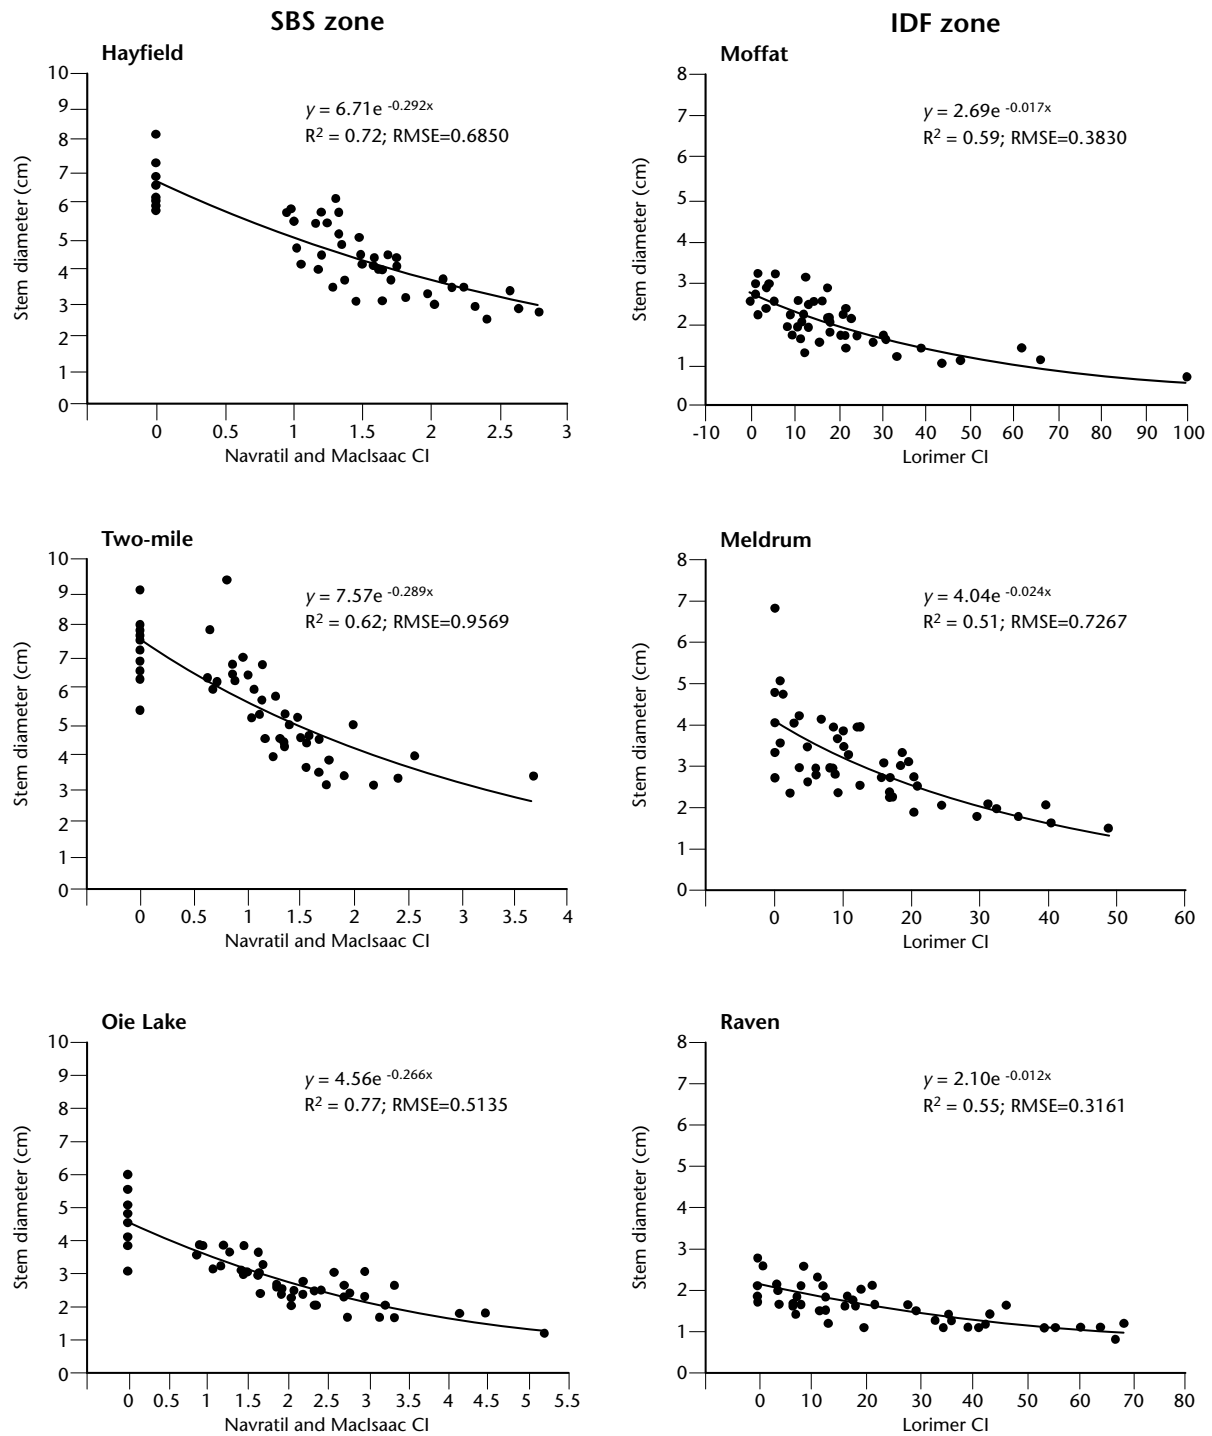 SBS zone
IDF zone
Hayfield
10
9
8
7
6
5
4
3
2
1
0
Stem diameter (cm)
y = 6.71e -0.292x
R2 = 0.72; RMSE=0.6850
0 0.5 1 1.5 2 2.5 3
Navratil and MacIsaac CI
Moffat
8
7
6
5
4
3
2
1
0
Stem diameter (cm)
y = 2.69e -0.017x
R2 = 0.59; RMSE=0.3830
-10 0 10 20 30 40 50 60 70 80 90 100
Lorimer CI
Two-mile
10
9
8
7
6
5
4
3
2
1
0
Stem diameter (cm)
y = 7.57e -0.289x
R2 = 0.62; RMSE=0.9569
0 0.5 1 1.5 2 2.5 3 3.5 4
Navratil and MacIsaac CI
Meldrum
8
7
6
5
4
3
2
1
0
Stem diameter (cm)
y = 4.04e -0.024x
R2 = 0.51; RMSE=0.7267
0 10 20 30 40 50 60
Lorimer CI
Oie Lake
10
9
8
7
6
5
4
3
2
1
0
Stem diameter (cm)
y = 4.56e -0.266x
R2 = 0.77; RMSE=0.5135
0 0.5 1 1.5 2 2.5 3 3.5 4 4.5 5 5.5
Navratil and MacIsaac CI
Raven
8
7
6
5
4
3
2
1
0
Stem diameter (cm)
y = 2.10e -0.012x
R2 = 0.55; RMSE=0.3161
0 10 20 30 40 50 60 70 80
Lorimer CI